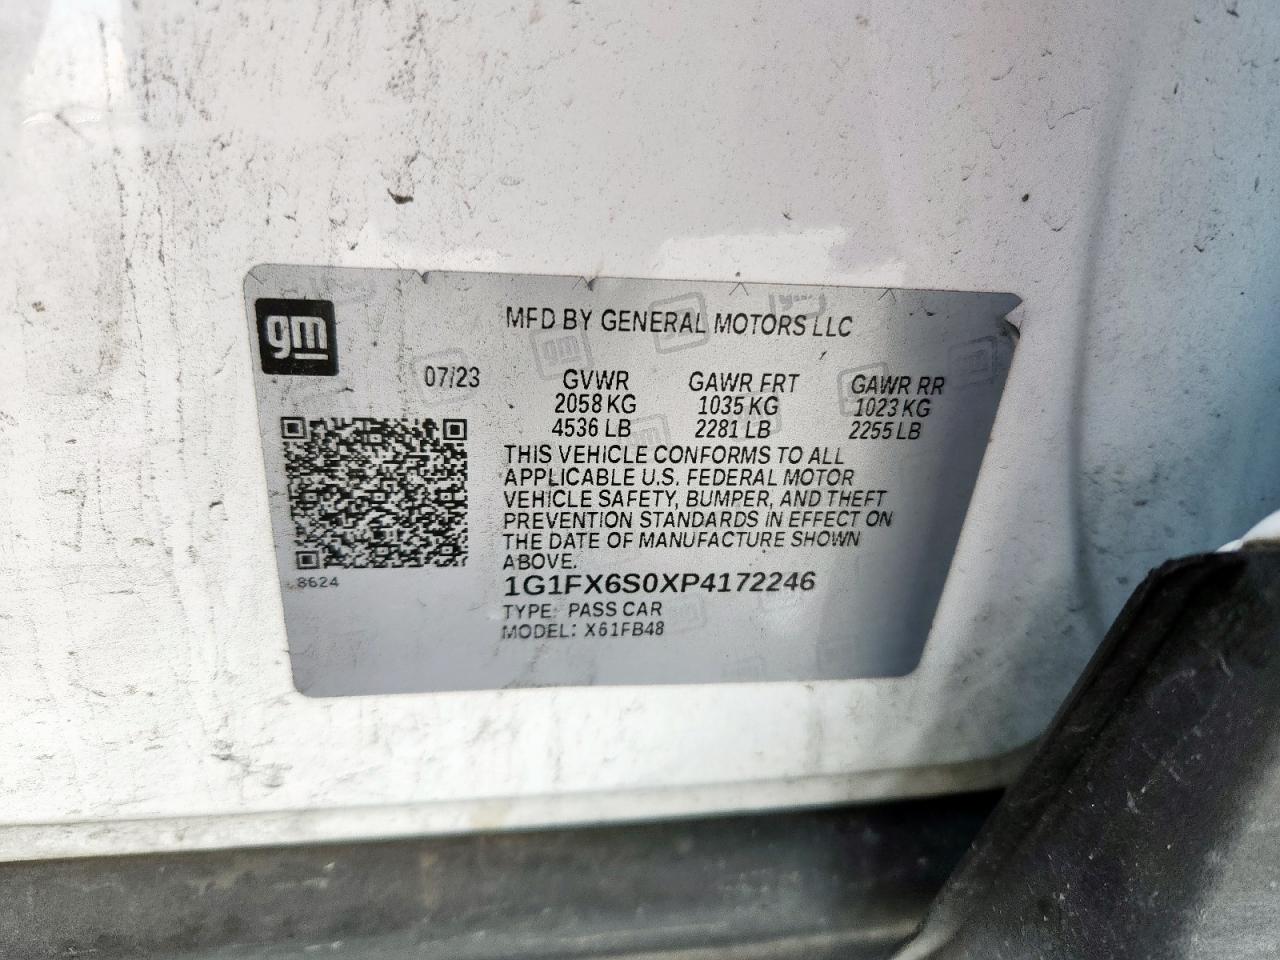 gm
MFD BY GENERAL MOTORS LLC
07/23
GVWR GAWR FRT GAWR RR
2058 KG 1035 KG 1023 KG
4536 LB 2281 LB 2255 LB
THIS VEHICLE CONFORMS TO ALL
APPLICABLE U.S. FEDERAL MOTOR
VEHICLE SAFETY, BUMPER, AND THEFT
PREVENTION STANDARDS IN EFFECT ON
THE DATE OF MANUFACTURE SHOWN
ABOVE.
8624
1G1FX6S0XP4172246
TYPE: PASS CAR
MODEL: X61FB48